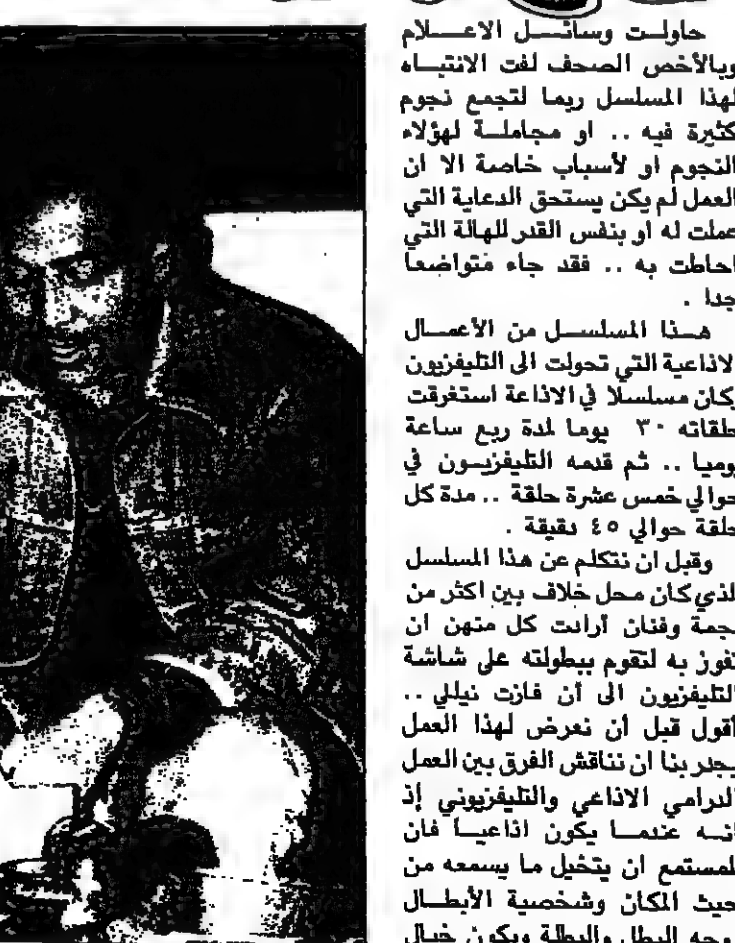 حاولت وسائل الاعلام
وبالأخص الصحف لفت الانتباه
لهذا المسلسل ربما لتجمع نجوم
كثيرة فيه .. او مجاملة لهؤلاء
النجوم او لأسباب خاصة الا ان
العمل لم يكن يستحق الدعاية التي
عملت له او بنفس القدر للهالة التي
احاطت به .. فقد جاء متواضعا
جدا .
هذا المسلسل من الأعمال
الاذاعية التي تحولت الى التليفزيون
وكان مسلسلا في الاذاعة استغرقت
حلقاته ٣٠ يوما لمدة ربع ساعة
يوميا .. ثم قدمه التليفزيون في
حوالي خمس عشرة حلقة .. مدة كل
حلقة حوالي ٤٥ دقيقة .
وقبل ان نتكلم عن هذا المسلسل
الذي كان محل خلاف بين اكثر من
نجمة وفنان أرادت كل منهن ان
تفوز به لتقوم ببطولته على شاشة
التليفزيون الى أن فازت نيللي ..
أقول قبل أن نعرض لهذا العمل
يجدر بنا ان نناقش الفرق بين العمل
الدرامي الاذاعي والتليفزيوني إذ
انه عندما يكون اذاعيا فان
للمستمع ان يتخيل ما يسمعه من
حيث المكان وشخصية الأبطال
وجه البطل والبطلة ويكون خيال